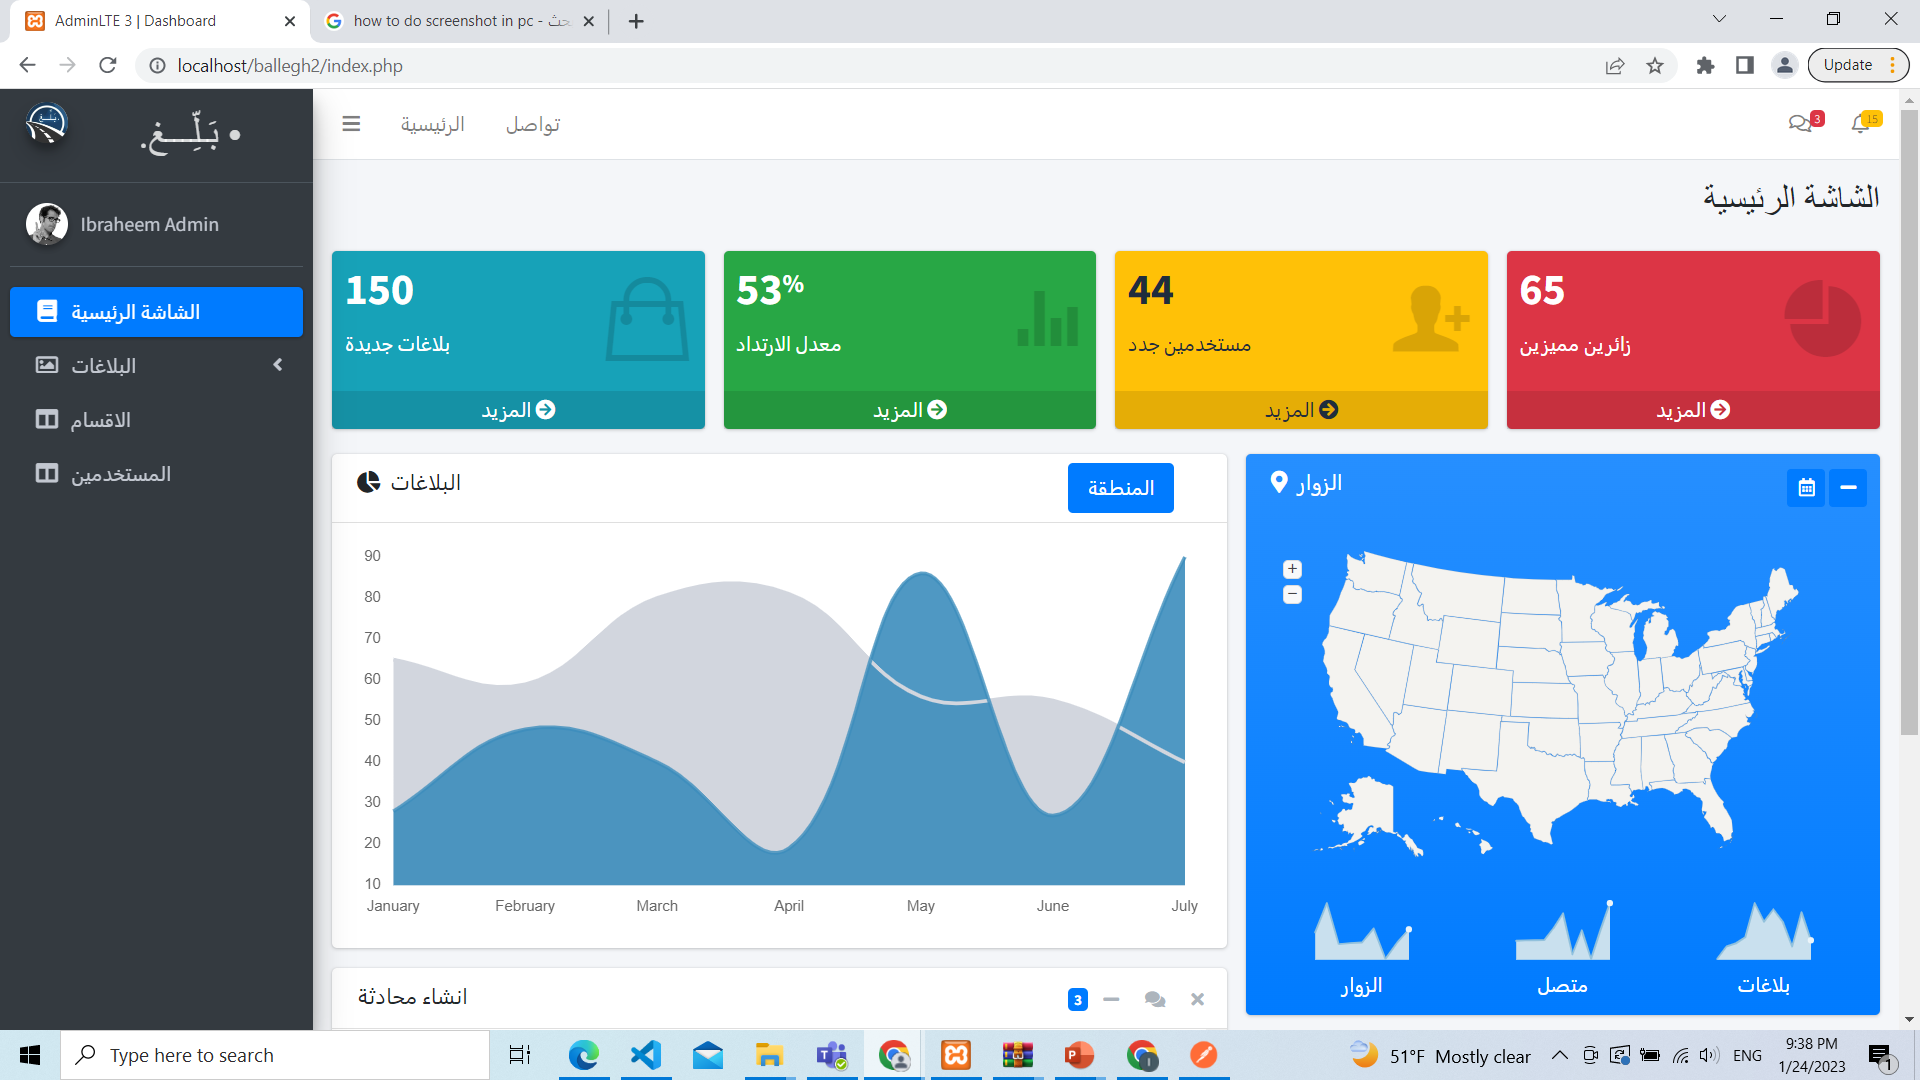 AdminLTE 3 | Dashboard
how to do screenshot in pc -
localhost/ballegh2/index.php
Update
• بَلِّـــغ.
الرئيسية
تواصل
3
15
Ibraheem Admin
الشاشة الرئيسية
البلاغات
الاقسام
المستخدمين
الشاشة الرئيسية
150
بلاغات جديدة
المزيد
53%
معدل الارتداد
المزيد
44
مستخدمين جدد
المزيد
65
زائرين مميزين
المزيد
البلاغات
المنطقة
90
80
70
60
50
40
30
20
10
January February March April May June July
الزوار
+
−
الزوار
متصل
بلاغات
انشاء محادثة
3
Type here to search
51°F Mostly clear
ENG
9:38 PM
1/24/2023
1